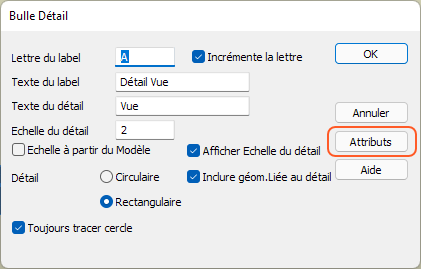 Bulle Détail
Lettre du label A Incrémente la lettre OK
Texte du label Détail Vue
Texte du détail Vue
Annuler
Echelle du détail 2
Echelle à partir du Modèle Afficher Echelle du détail Attributs
Détail Circulaire Inclure géom.Liée au détail Aide
Rectangulaire
Toujours tracer cercle